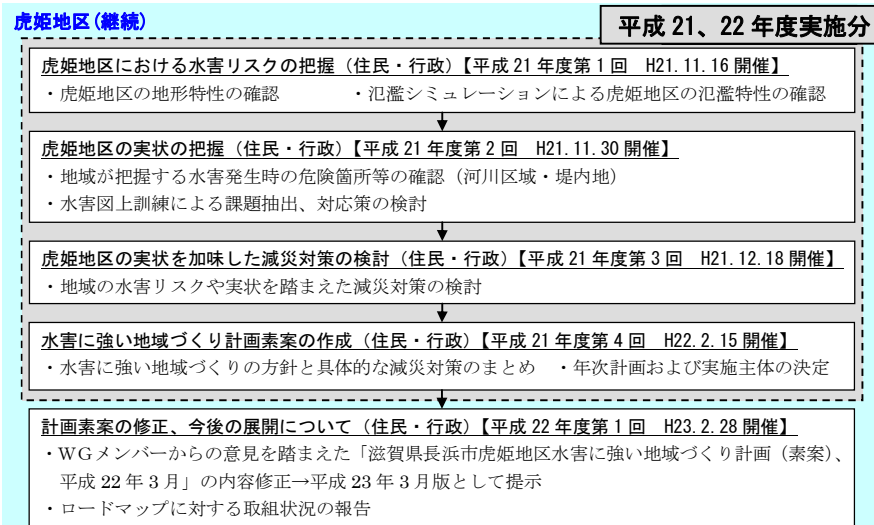 虎姫地区(継続)
平成 21、22 年度実施分
虎姫地区における水害リスクの把握（住民・行政）【平成 21 年度第 1 回　H21.11.16 開催】
・虎姫地区の地形特性の確認　　　・氾濫シミュレーションによる虎姫地区の氾濫特性の確認
虎姫地区の実状の把握（住民・行政）【平成 21 年度第 2 回　H21.11.30 開催】
・地域が把握する水害発生時の危険箇所等の確認（河川区域・堤内地）
・水害図上訓練による課題抽出、対応策の検討
虎姫地区の実状を加味した減災対策の検討（住民・行政）【平成 21 年度第 3 回　H21.12.18 開催】
・地域の水害リスクや実状を踏まえた減災対策の検討
水害に強い地域づくり計画素案の作成（住民・行政）【平成 21 年度第 4 回　H22.2.15 開催】
・水害に強い地域づくりの方針と具体的な減災対策のまとめ　・年次計画および実施主体の決定
計画素案の修正、今後の展開について（住民・行政）【平成 22 年度第 1 回　H23.2.28 開催】
・ＷＧメンバーからの意見を踏まえた「滋賀県長浜市虎姫地区水害に強い地域づくり計画（素案）、
平成 22 年 3 月」の内容修正→平成 23 年 3 月版として提示
・ロードマップに対する取組状況の報告